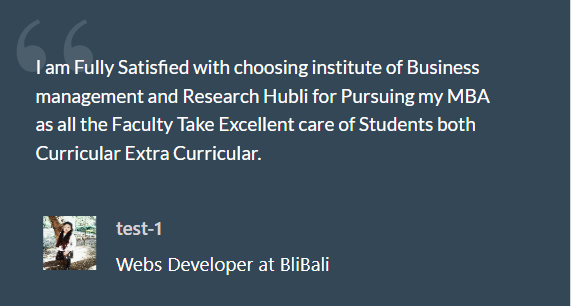 I am Fully Satisfied with choosing institute of Business
management and Research Hubli for Pursuing my MBA
as all the Faculty Take Excellent care of Students both
Curricular Extra Curricular.
test-1
Webs Developer at BliBali